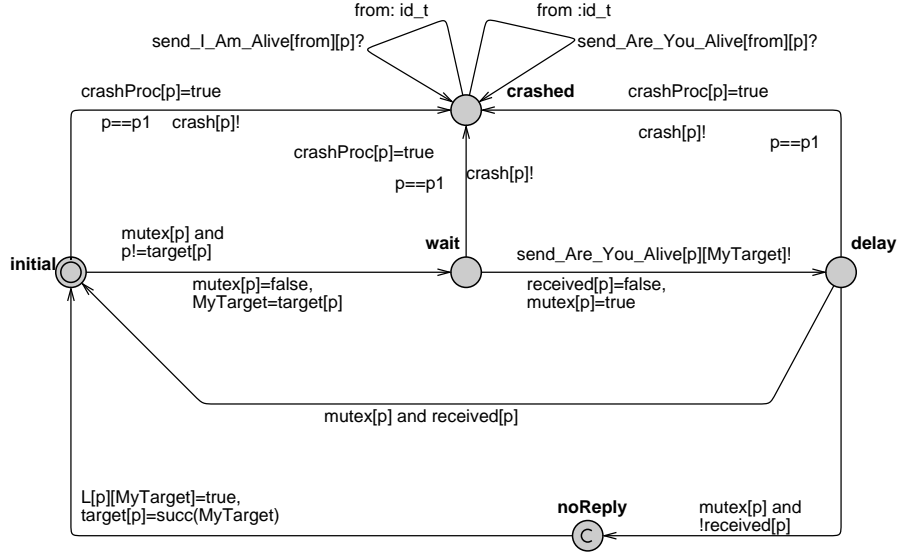 from: id_t
from :id_t
send_I_Am_Alive[from][p]?
send_Are_You_Alive[from][p]?
crashProc[p]=true
crashed
crashProc[p]=true
p==p1
crash[p]!
crash[p]!
p==p1
crashProc[p]=true
p==p1
crash[p]!
mutex[p] and
p!=target[p]
wait
send_Are_You_Alive[p][MyTarget]!
delay
initial
mutex[p]=false,
MyTarget=target[p]
received[p]=false,
mutex[p]=true
mutex[p] and received[p]
L[p][MyTarget]=true,
target[p]=succ(MyTarget)
noReply
C
mutex[p] and
!received[p]